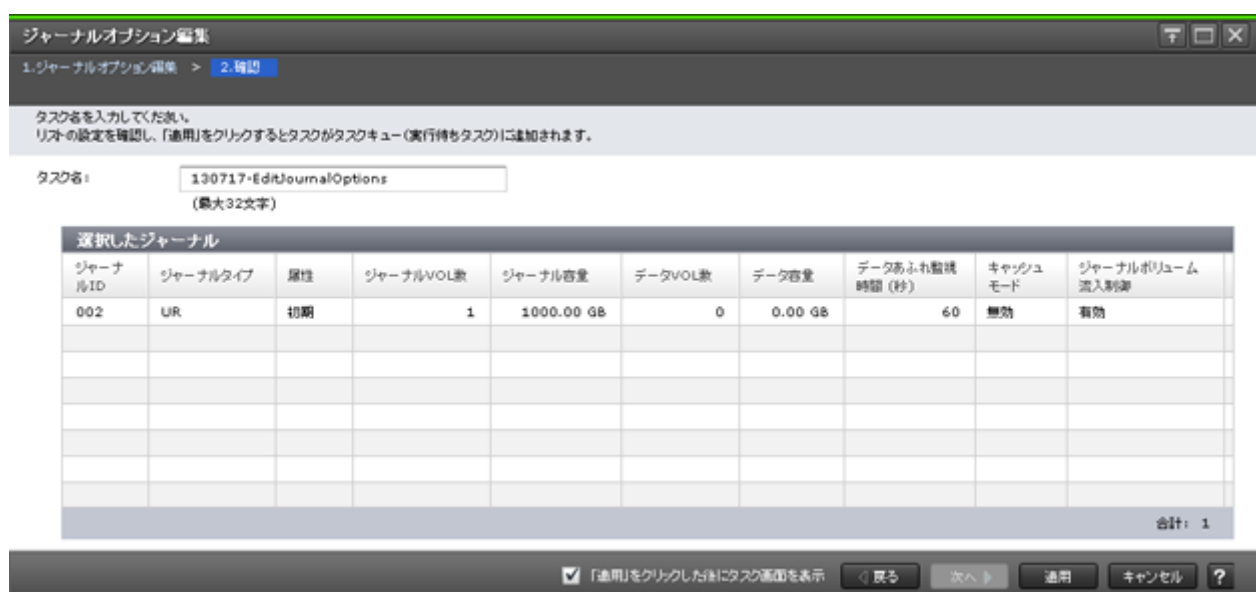 ジャーナルオプション編集
1.ジャーナルオプション編集 > 2.確認
タスク名を入力してください。
リストの設定を確認し、「適用」をクリックするとタスクがタスクキュー(実行待ちタスク)に追加されます。
タスク名: 130717-EditJournalOptions
(最大32文字)
選択したジャーナル
ジャーナルID ジャーナルタイプ 属性 ジャーナルVOL数 ジャーナル容量 データVOL数 データ容量 データあふれ監視時間 (秒) キャッシュモード ジャーナルボリューム流入制御
002 UR 初期 1 1000.00 GB 0 0.00 GB 60 無効 有効
合計: 1
「適用」をクリックした後にタスク画面を表示 戻る 次へ 適用 キャンセル ?